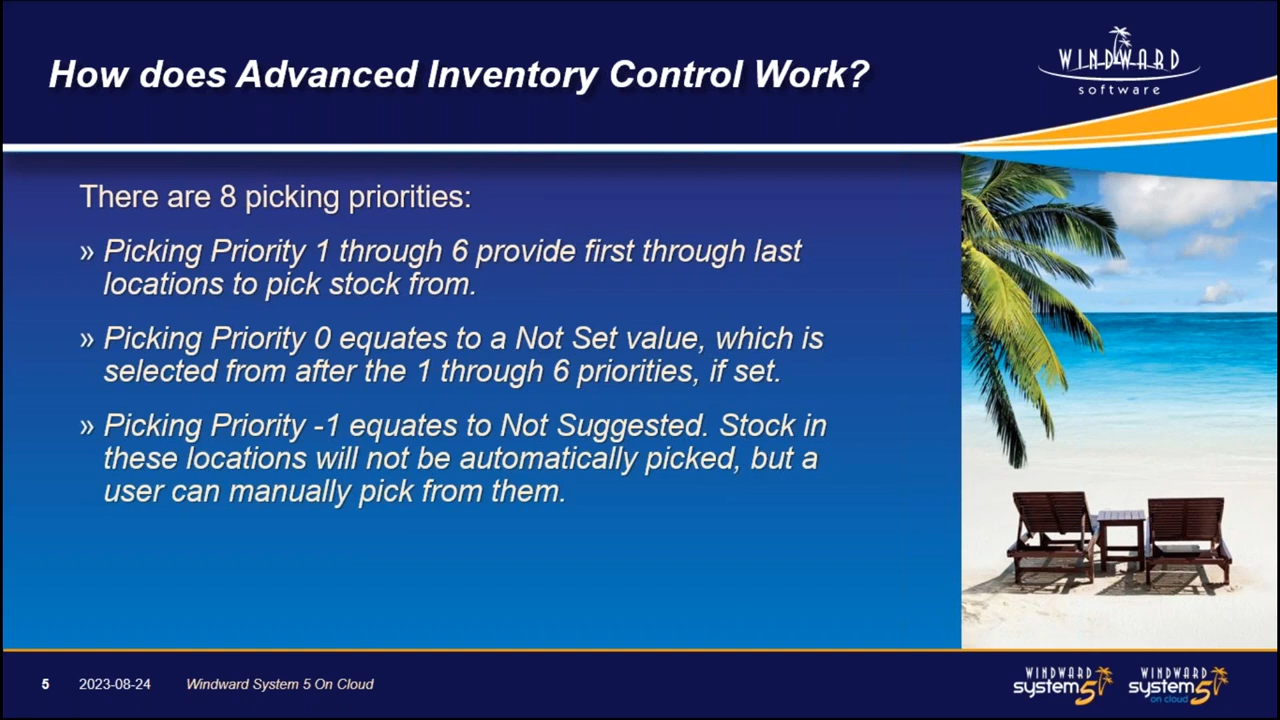 How does Advanced Inventory Control Work?
WINDWARD
software
There are 8 picking priorities:
» Picking Priority 1 through 6 provide first through last
locations to pick stock from.
» Picking Priority 0 equates to a Not Set value, which is
selected from after the 1 through 6 priorities, if set.
» Picking Priority -1 equates to Not Suggested. Stock in
these locations will not be automatically picked, but a
user can manually pick from them.
5 2023-08-24 Windward System 5 On Cloud
WINDWARD
system5
WINDWARD
system5
on cloud